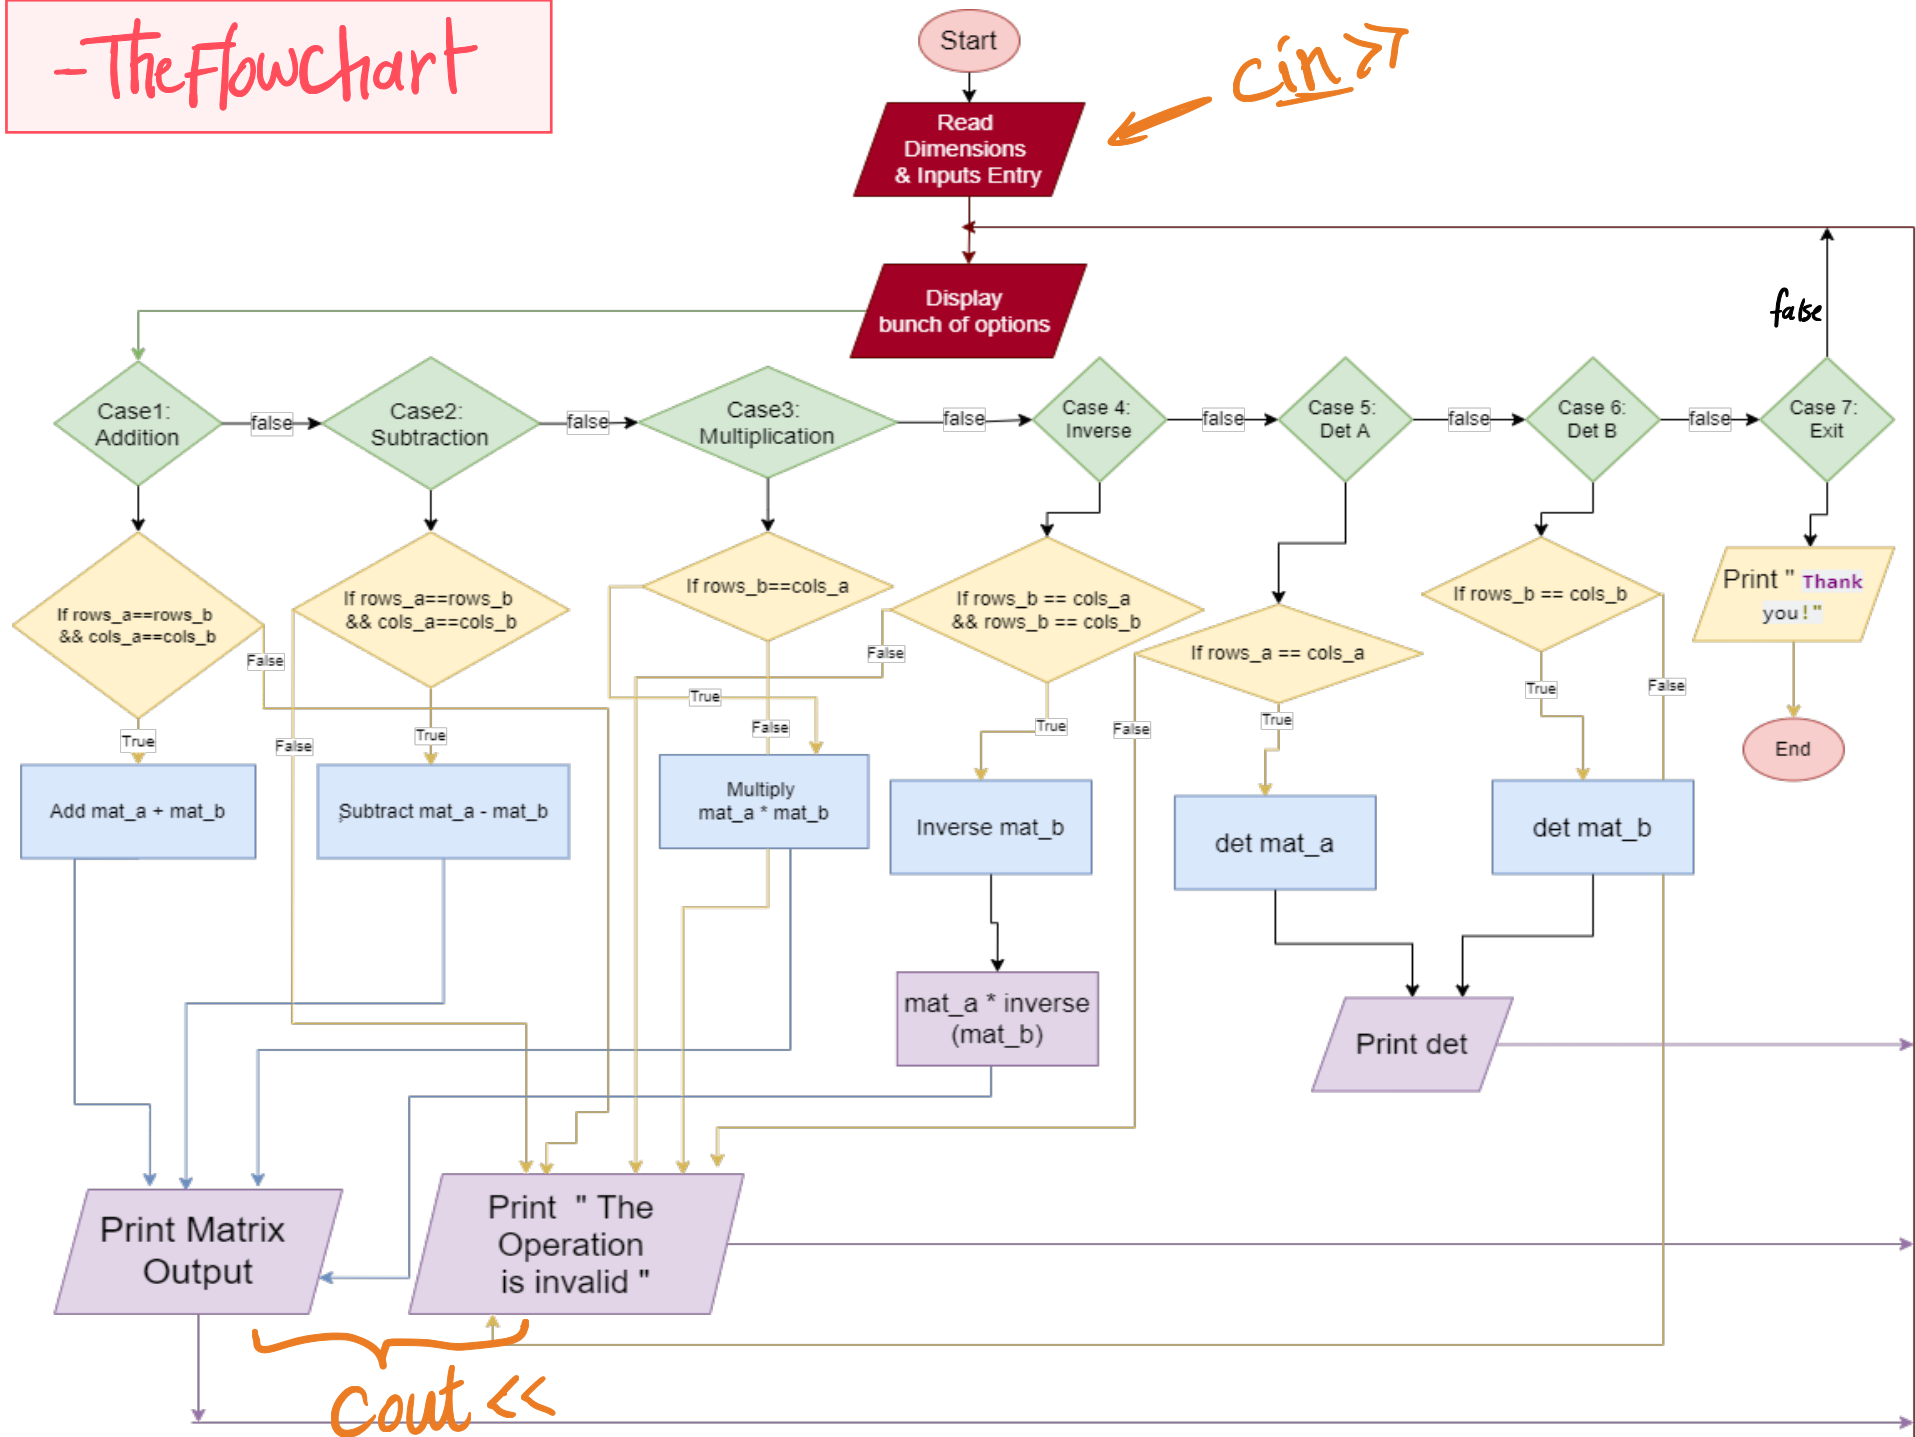 -The Flowchart
Start
cin >>
Read
Dimensions
& Inputs Entry
Display
bunch of options
false
Case1:
Addition
false
Case2:
Subtraction
false
Case3:
Multiplication
false
Case 4:
Inverse
false
Case 5:
Det A
false
Case 6:
Det B
false
Case 7:
Exit
If rows_a==rows_b
&& cols_a==cols_b
If rows_a==rows_b
&& cols_a==cols_b
If rows_b==cols_a
If rows_b == cols_a
&& rows_b == cols_b
If rows_a == cols_a
If rows_b == cols_b
Print " Thank
you!"
False
False
True
False
False
True
True
False
True
True
True
False
True
End
Add mat_a + mat_b
Subtract mat_a - mat_b
Multiply
mat_a * mat_b
Inverse mat_b
det mat_a
det mat_b
mat_a * inverse
(mat_b)
Print det
Print Matrix
Output
Print " The
Operation
is invalid "
cout <<